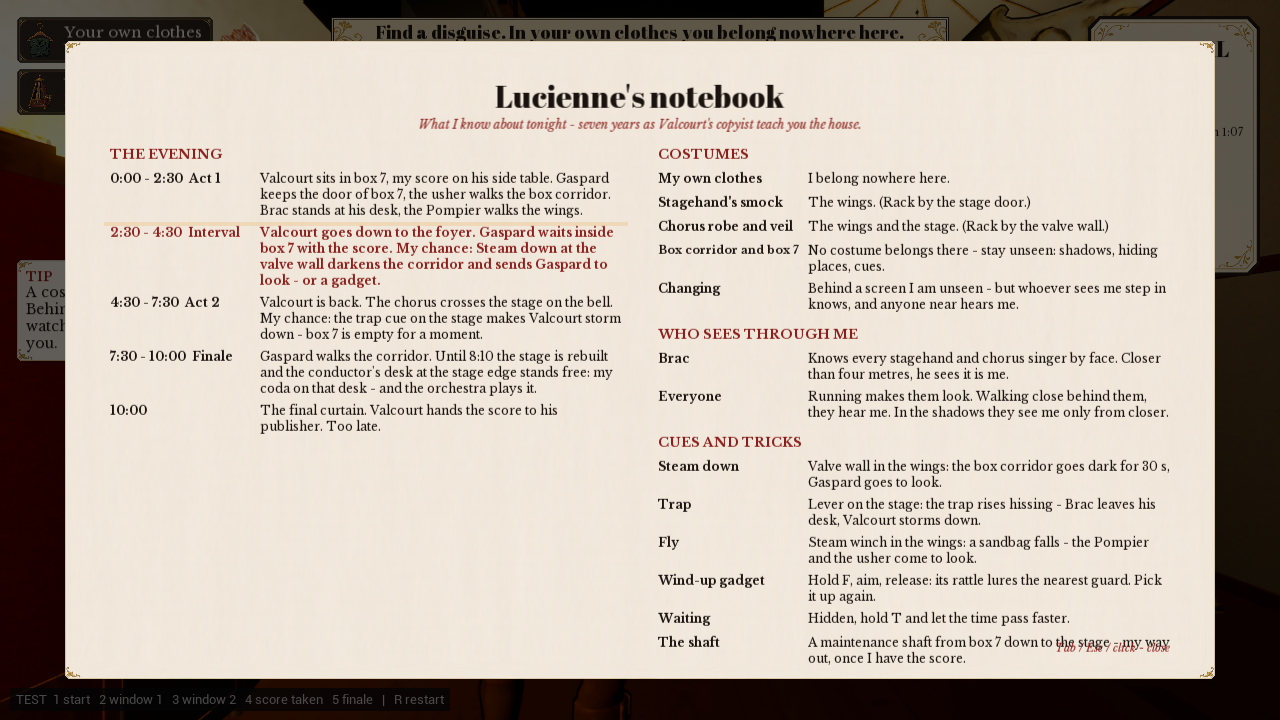 Your own clothes
Find a disguise. In your own clothes you belong nowhere here.
L
1:07
TIP
A cos
Behin
watch
you.
Lucienne's notebook
What I know about tonight - seven years as Valcourt's copyist teach you the house.
THE EVENING
0:00 - 2:30 Act 1
Valcourt sits in box 7, my score on his side table. Gaspard
keeps the door of box 7, the usher walks the box corridor.
Brac stands at his desk, the Pompier walks the wings.
2:30 - 4:30 Interval
Valcourt goes down to the foyer. Gaspard waits inside
box 7 with the score. My chance: Steam down at the
valve wall darkens the corridor and sends Gaspard to
look - or a gadget.
4:30 - 7:30 Act 2
Valcourt is back. The chorus crosses the stage on the bell.
My chance: the trap cue on the stage makes Valcourt storm
down - box 7 is empty for a moment.
7:30 - 10:00 Finale
Gaspard walks the corridor. Until 8:10 the stage is rebuilt
and the conductor's desk at the stage edge stands free: my
coda on that desk - and the orchestra plays it.
10:00
The final curtain. Valcourt hands the score to his
publisher. Too late.
COSTUMES
My own clothes
I belong nowhere here.
Stagehand's smock
The wings. (Rack by the stage door.)
Chorus robe and veil
The wings and the stage. (Rack by the valve wall.)
Box corridor and box 7
No costume belongs there - stay unseen: shadows, hiding
places, cues.
Changing
Behind a screen I am unseen - but whoever sees me step in
knows, and anyone near hears me.
WHO SEES THROUGH ME
Brac
Knows every stagehand and chorus singer by face. Closer
than four metres, he sees it is me.
Everyone
Running makes them look. Walking close behind them,
they hear me. In the shadows they see me only from closer.
CUES AND TRICKS
Steam down
Valve wall in the wings: the box corridor goes dark for 30 s,
Gaspard goes to look.
Trap
Lever on the stage: the trap rises hissing - Brac leaves his
desk, Valcourt storms down.
Fly
Steam winch in the wings: a sandbag falls - the Pompier
and the usher come to look.
Wind-up gadget
Hold F, aim, release: its rattle lures the nearest guard. Pick
it up again.
Waiting
Hidden, hold T and let the time pass faster.
The shaft
A maintenance shaft from box 7 down to the stage - my way
out, once I have the score.
Tab / Esc / click - close
TEST 1 start 2 window 1 3 window 2 4 score taken 5 finale | R restart